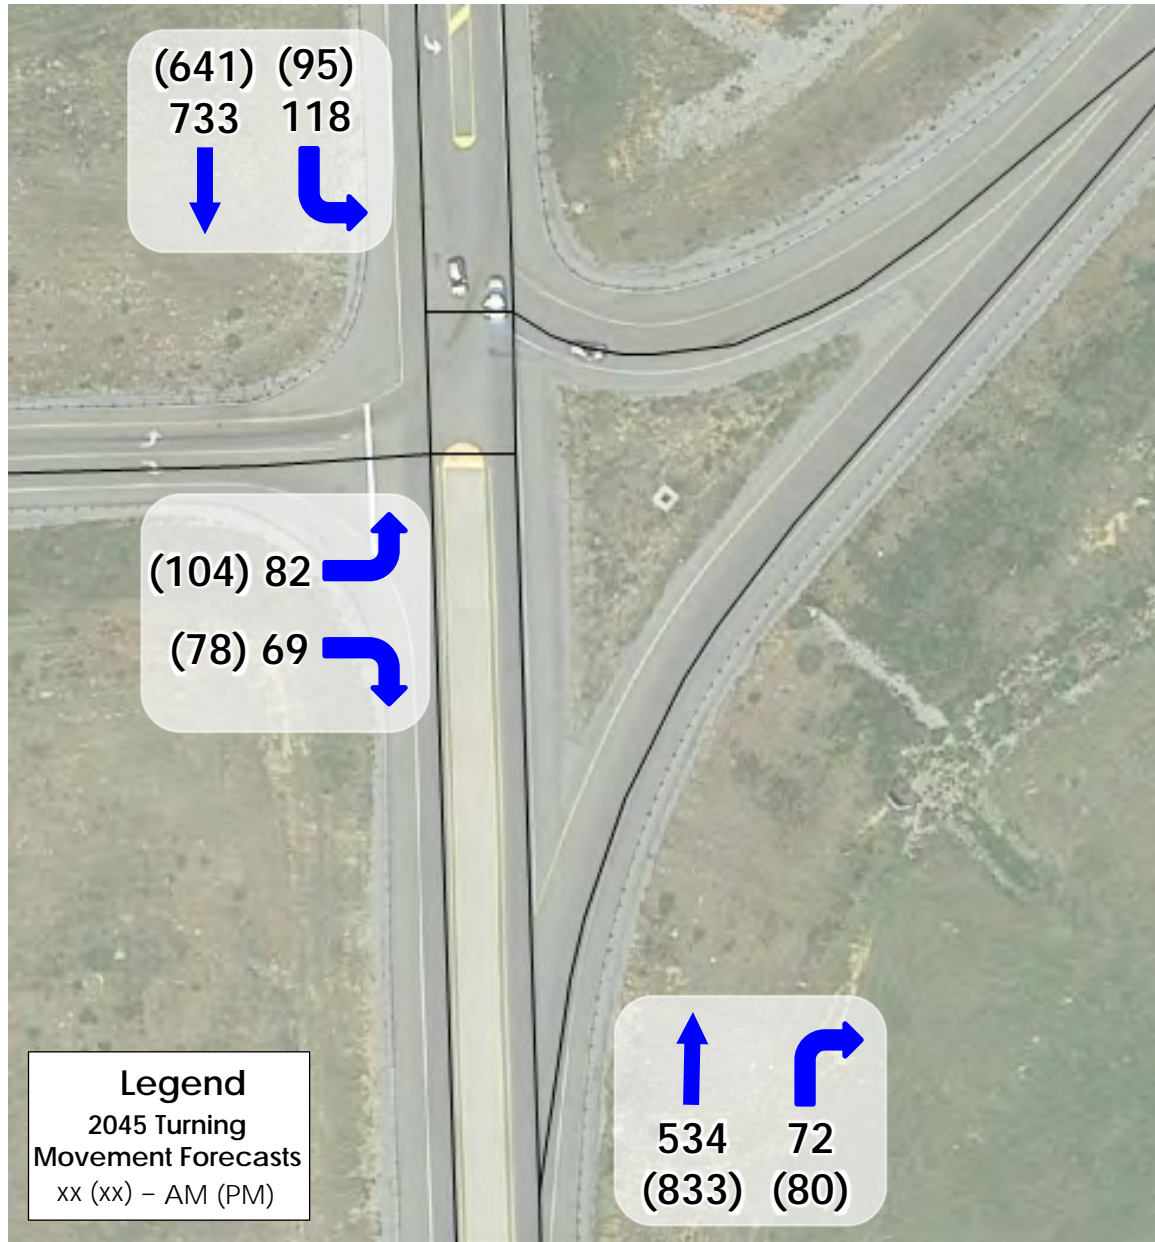 (641) (95)
733 118
(104) 82
(78) 69
534 72
(833) (80)
Legend
2045 Turning
Movement Forecasts
xx (xx) – AM (PM)